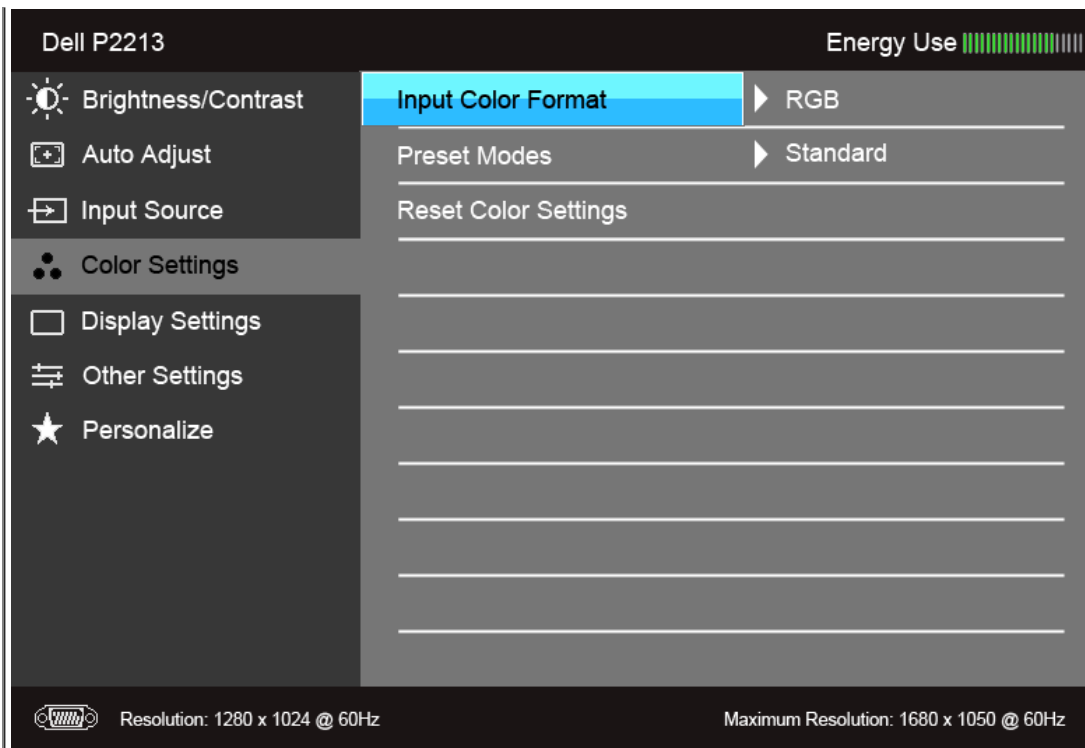 Dell P2213
Energy Use
Brightness/Contrast
Auto Adjust
Input Source
Color Settings
Display Settings
Other Settings
Personalize
Input Color Format
RGB
Preset Modes
Standard
Reset Color Settings
Resolution: 1280 x 1024 @ 60Hz
Maximum Resolution: 1680 x 1050 @ 60Hz